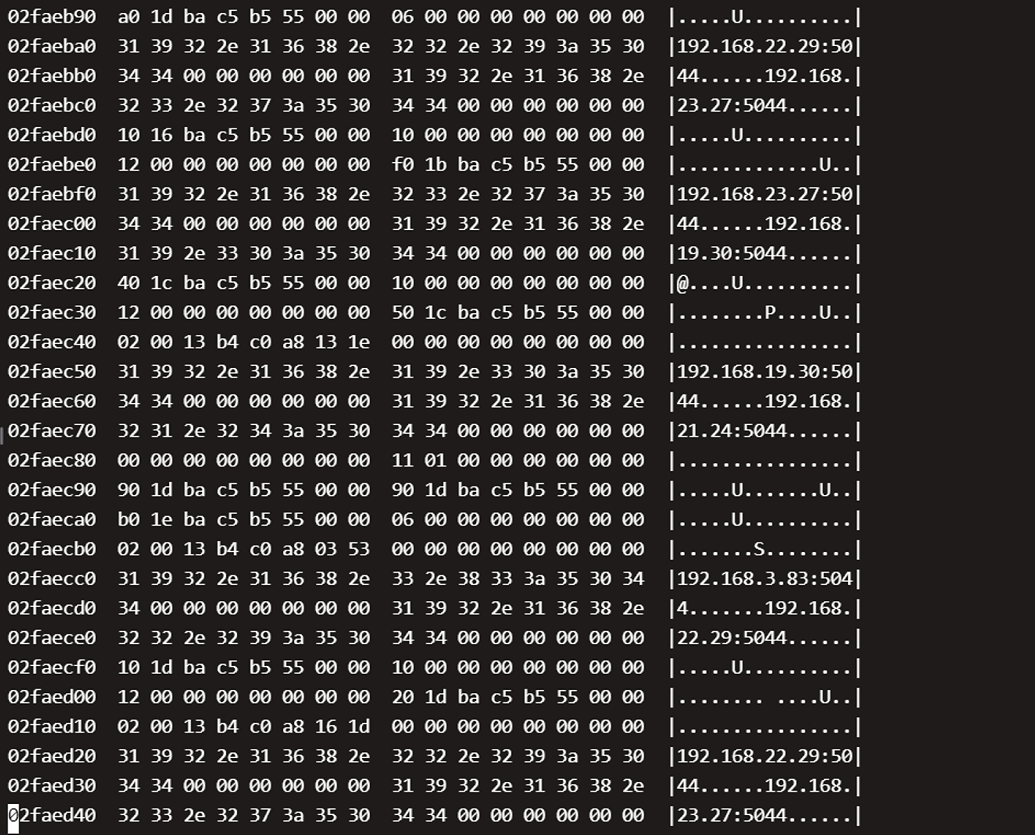 02faeb90  a0 1d ba c5 b5 55 00 00  06 00 00 00 00 00 00 00  |.....U..........|
02faeba0  31 39 32 2e 31 36 38 2e  32 32 2e 32 39 3a 35 30  |192.168.22.29:50|
02faebb0  34 34 00 00 00 00 00 00  31 39 32 2e 31 36 38 2e  |44......192.168.|
02faebc0  32 33 2e 32 37 3a 35 30  34 34 00 00 00 00 00 00  |23.27:5044......|
02faebd0  10 16 ba c5 b5 55 00 00  10 00 00 00 00 00 00 00  |.....U..........|
02faebe0  12 00 00 00 00 00 00 00  f0 1b ba c5 b5 55 00 00  |.............U..|
02faebf0  31 39 32 2e 31 36 38 2e  32 33 2e 32 37 3a 35 30  |192.168.23.27:50|
02faec00  34 34 00 00 00 00 00 00  31 39 32 2e 31 36 38 2e  |44......192.168.|
02faec10  31 39 2e 33 30 3a 35 30  34 34 00 00 00 00 00 00  |19.30:5044......|
02faec20  40 1c ba c5 b5 55 00 00  10 00 00 00 00 00 00 00  |@....U..........|
02faec30  12 00 00 00 00 00 00 00  50 1c ba c5 b5 55 00 00  |........P....U..|
02faec40  02 00 13 b4 c0 a8 13 1e  00 00 00 00 00 00 00 00  |................|
02faec50  31 39 32 2e 31 36 38 2e  31 39 2e 33 30 3a 35 30  |192.168.19.30:50|
02faec60  34 34 00 00 00 00 00 00  31 39 32 2e 31 36 38 2e  |44......192.168.|
02faec70  32 31 2e 32 34 3a 35 30  34 34 00 00 00 00 00 00  |21.24:5044......|
02faec80  00 00 00 00 00 00 00 00  11 01 00 00 00 00 00 00  |................|
02faec90  90 1d ba c5 b5 55 00 00  90 1d ba c5 b5 55 00 00  |.....U.......U..|
02faeca0  b0 1e ba c5 b5 55 00 00  06 00 00 00 00 00 00 00  |.....U..........|
02faecb0  02 00 13 b4 c0 a8 03 53  00 00 00 00 00 00 00 00  |.......S........|
02faecc0  31 39 32 2e 31 36 38 2e  33 2e 38 33 3a 35 30 34  |192.168.3.83:504|
02faecd0  34 00 00 00 00 00 00 00  31 39 32 2e 31 36 38 2e  |4.......192.168.|
02faece0  32 32 2e 32 39 3a 35 30  34 34 00 00 00 00 00 00  |22.29:5044......|
02faecf0  10 1d ba c5 b5 55 00 00  10 00 00 00 00 00 00 00  |.....U..........|
02faed00  12 00 00 00 00 00 00 00  20 1d ba c5 b5 55 00 00  |........ ....U..|
02faed10  02 00 13 b4 c0 a8 16 1d  00 00 00 00 00 00 00 00  |................|
02faed20  31 39 32 2e 31 36 38 2e  32 32 2e 32 39 3a 35 30  |192.168.22.29:50|
02faed30  34 34 00 00 00 00 00 00  31 39 32 2e 31 36 38 2e  |44......192.168.|
02faed40  32 33 2e 32 37 3a 35 30  34 34 00 00 00 00 00 00  |23.27:5044......|